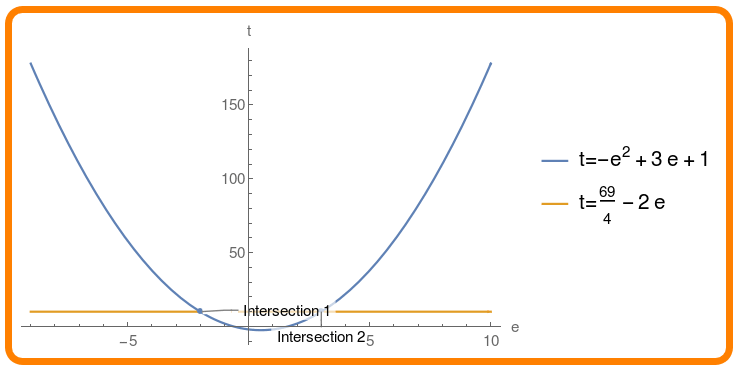 t
150
100
50
−5
5
10
e
Intersection 1
Intersection 2
t=−e² + 3 e + 1
t=69/4 − 2 e